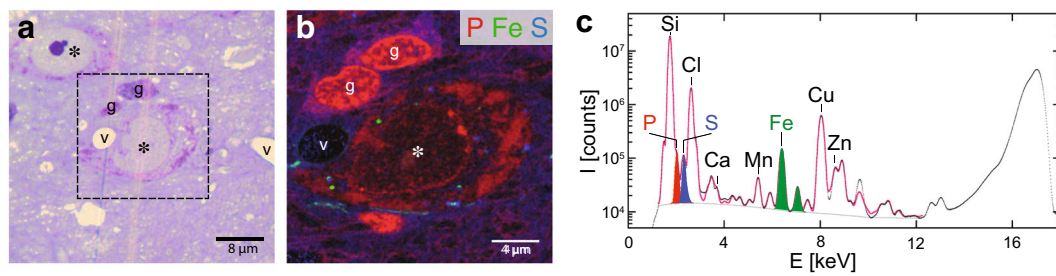 a
*
g
g
v
*
v
8 μm
b
P Fe S
g
g
v
*
4 μm
c
I [counts]
10⁷
10⁶
10⁵
10⁴
Si
Cl
P
S
Ca
Mn
Fe
Cu
Zn
0 4 8 12 16
E [keV]